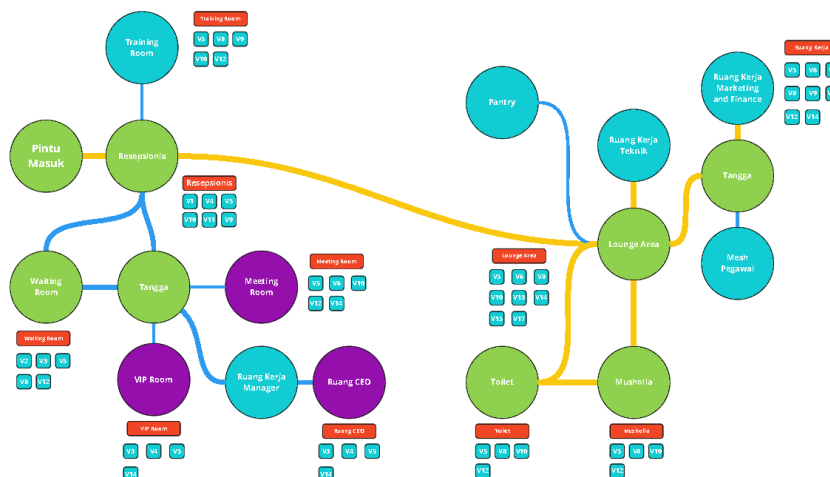 Training Room
V5 V8 V9
V10 V12
Training
Room
Pintu
Masuk
Resepsionis
Resepsionis
V1 V4 V5
V10 V11 V9
Waiting
Room
Tangga
Meeting
Room
Meeting Room
V5 V6 V10
V12 V14
Waiting Room
V2 V3 V5
V8 V12
VIP Room
Ruang Kerja
Manager
Ruang CEO
VIP Room
V3 V4 V5
V14
Ruang CEO
V3 V4 V5
V14
Pantry
Ruang Kerja
Teknik
Ruang Kerja
Marketing
and Finance
Ruang Kerja
V5 V6
V8 V9
V12 V14
Tangga
Lounge Area
Mesh
Pegawai
Lounge Area
V5 V6 V8
V10 V13 V14
V15 V17
Toilet
Musholla
Toilet
V5 V8 V10
V12
Musholla
V5 V8 V10
V12